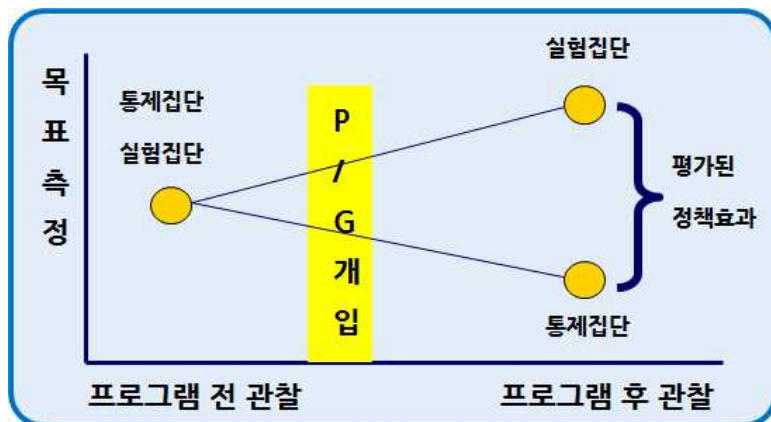 목표측정
통제집단
실험집단
P/G개입
실험집단
평가된
정책효과
통제집단
프로그램 전 관찰
프로그램 후 관찰